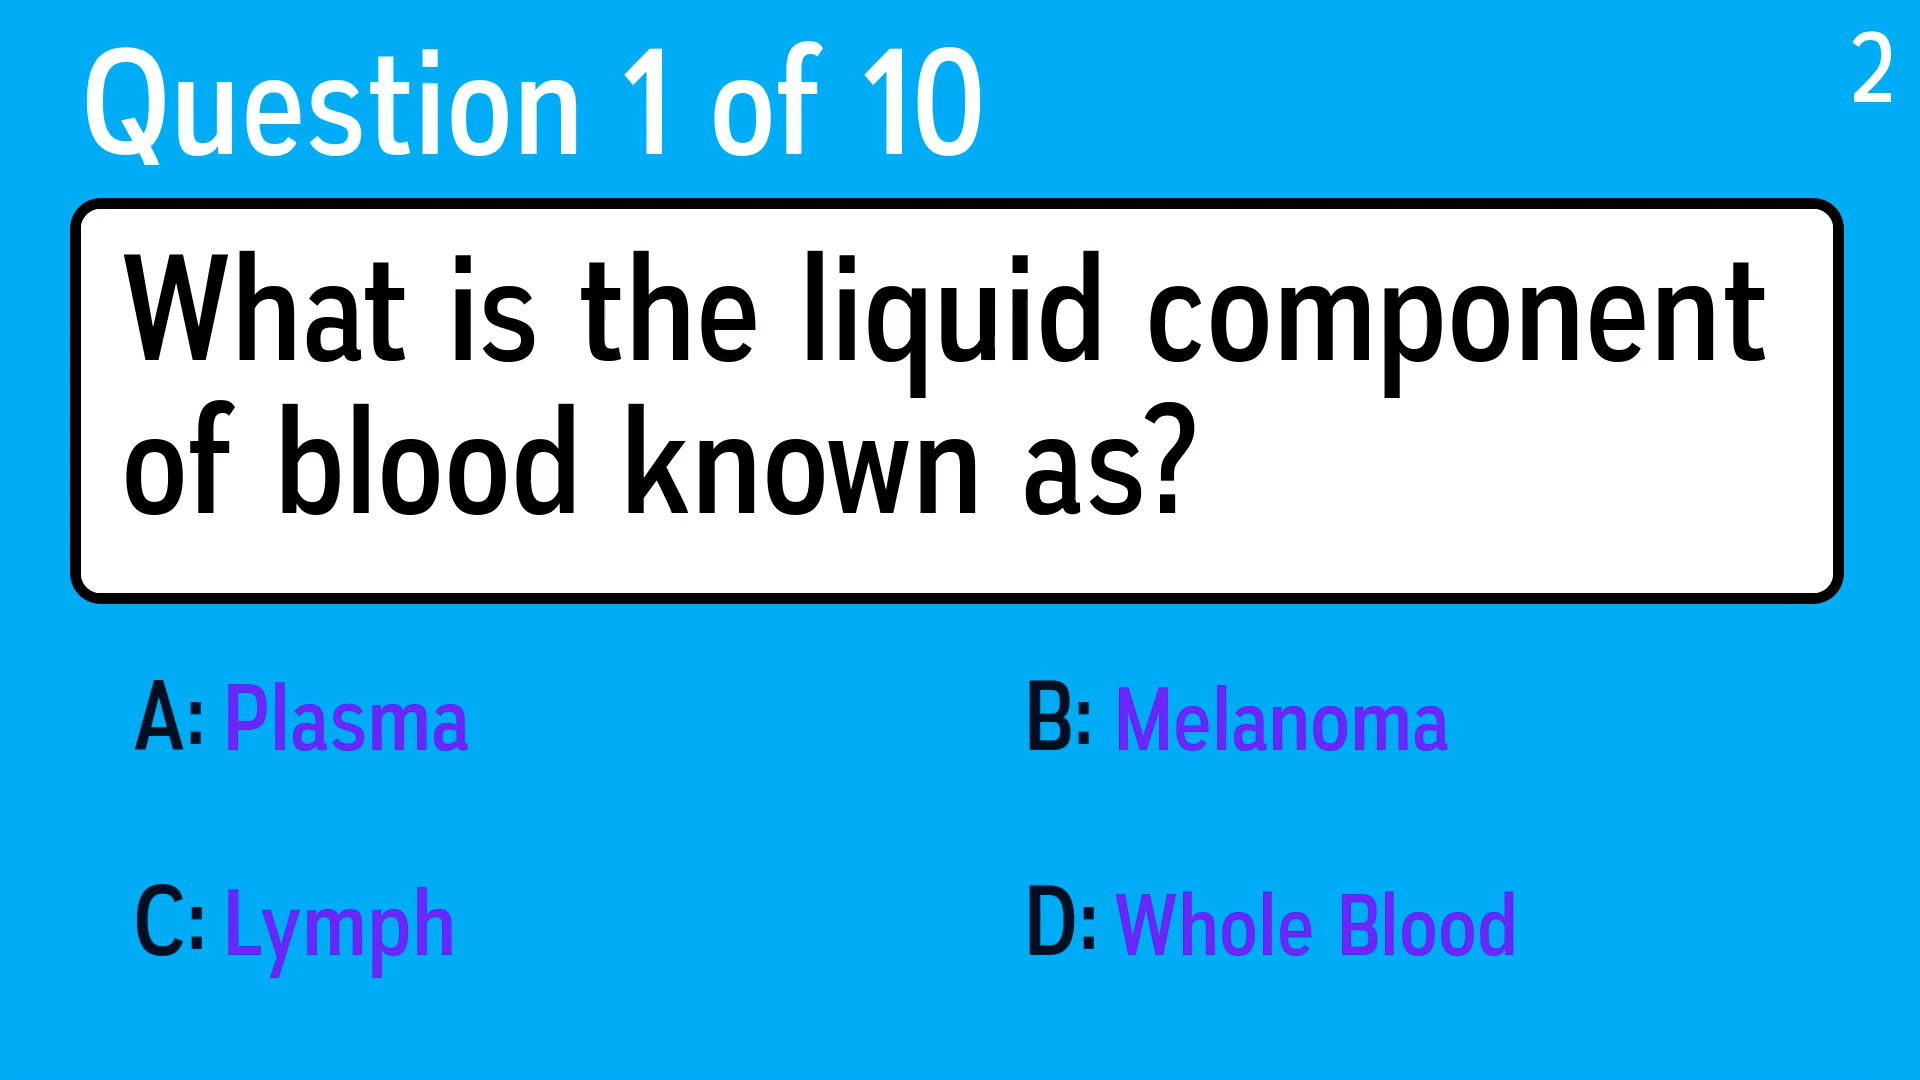 Question 1 of 10
2
What is the liquid component
of blood known as?
A: Plasma
B: Melanoma
C: Lymph
D: Whole Blood